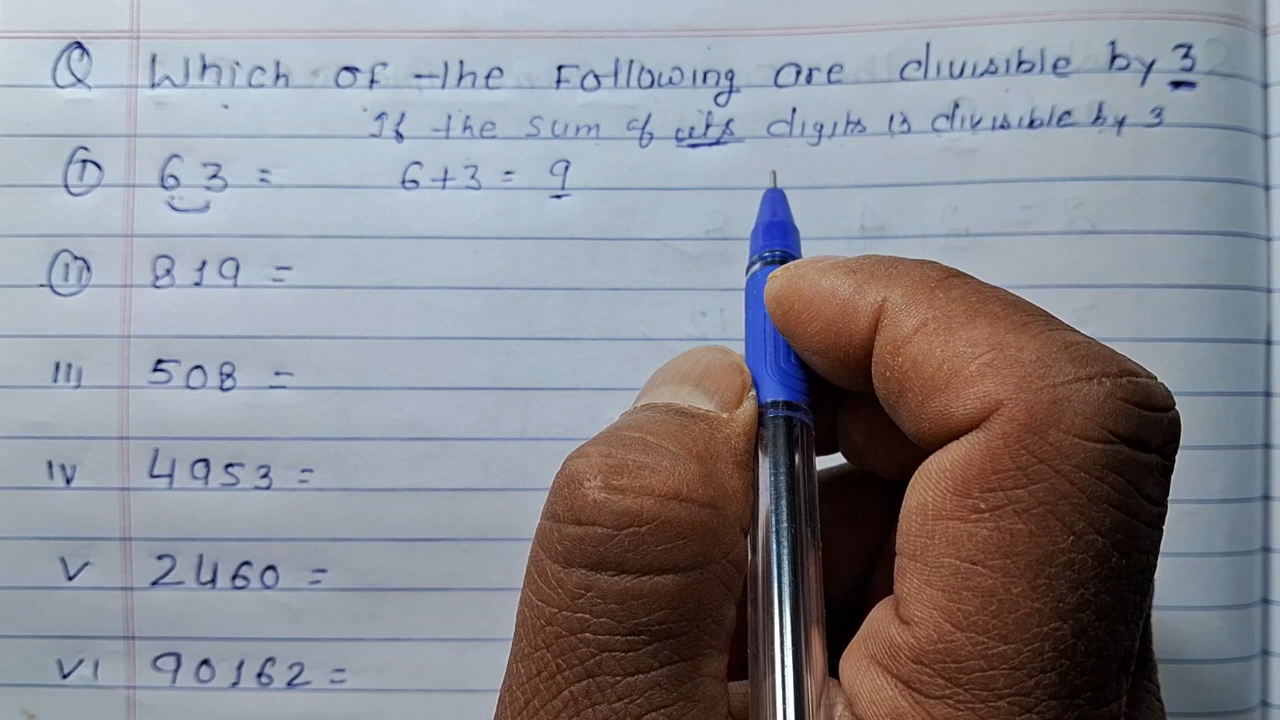 Q Which of the Following are divisible by 3
If the sum of its digits is divisible by 3
I 63 = 6+3 = 9
II 819 =
III 508 =
IV 4953 =
V 2460 =
VI 90162 =